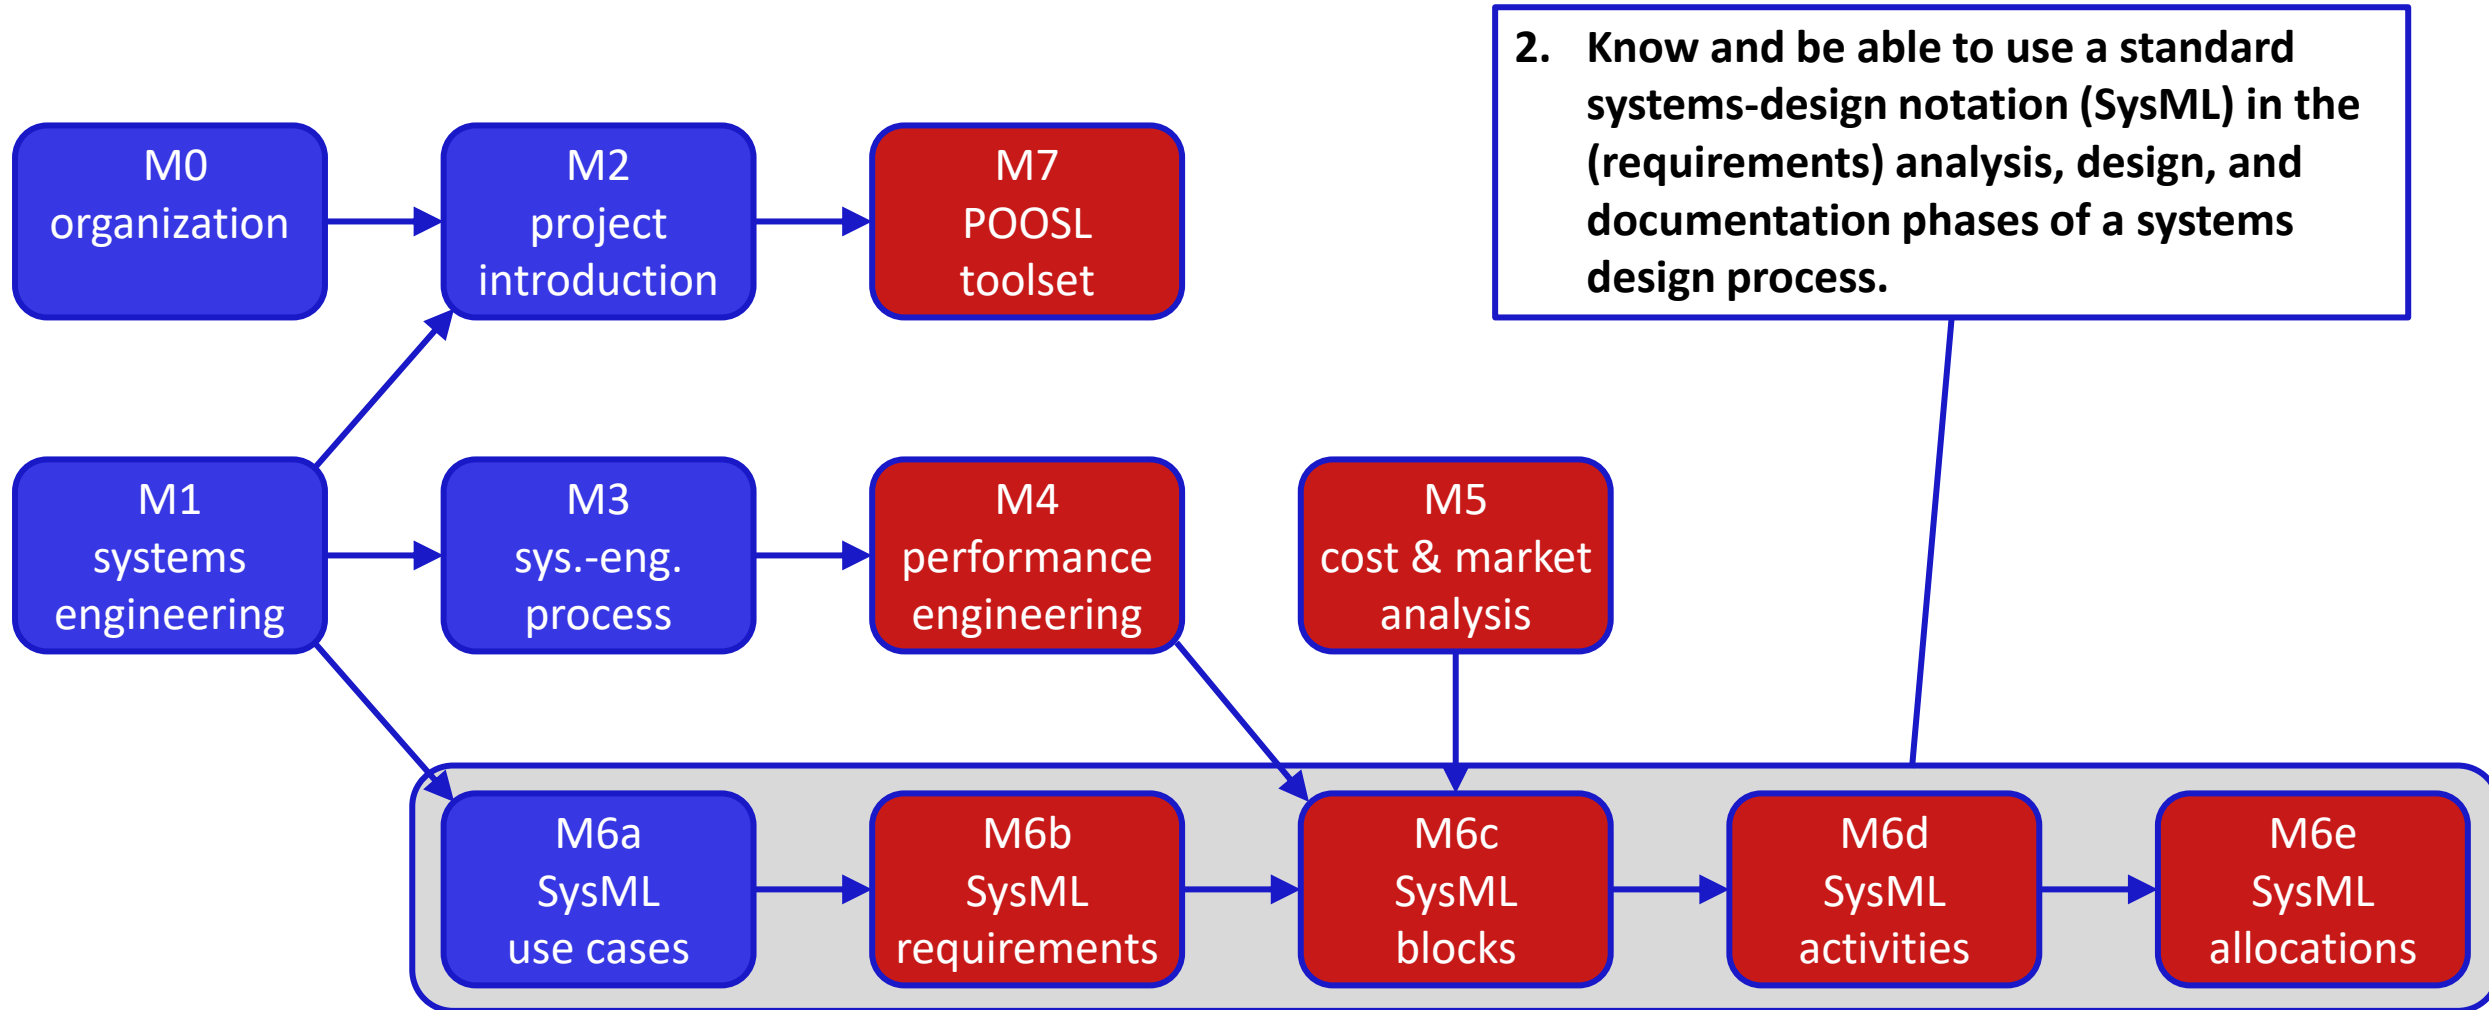 2. Know and be able to use a standard
systems-design notation (SysML) in the
(requirements) analysis, design, and
documentation phases of a systems
design process.
M0
organization
M2
project
introduction
M7
POOSL
toolset
M1
systems
engineering
M3
sys.-eng.
process
M4
performance
engineering
M5
cost & market
analysis
M6a
SysML
use cases
M6b
SysML
requirements
M6c
SysML
blocks
M6d
SysML
activities
M6e
SysML
allocations